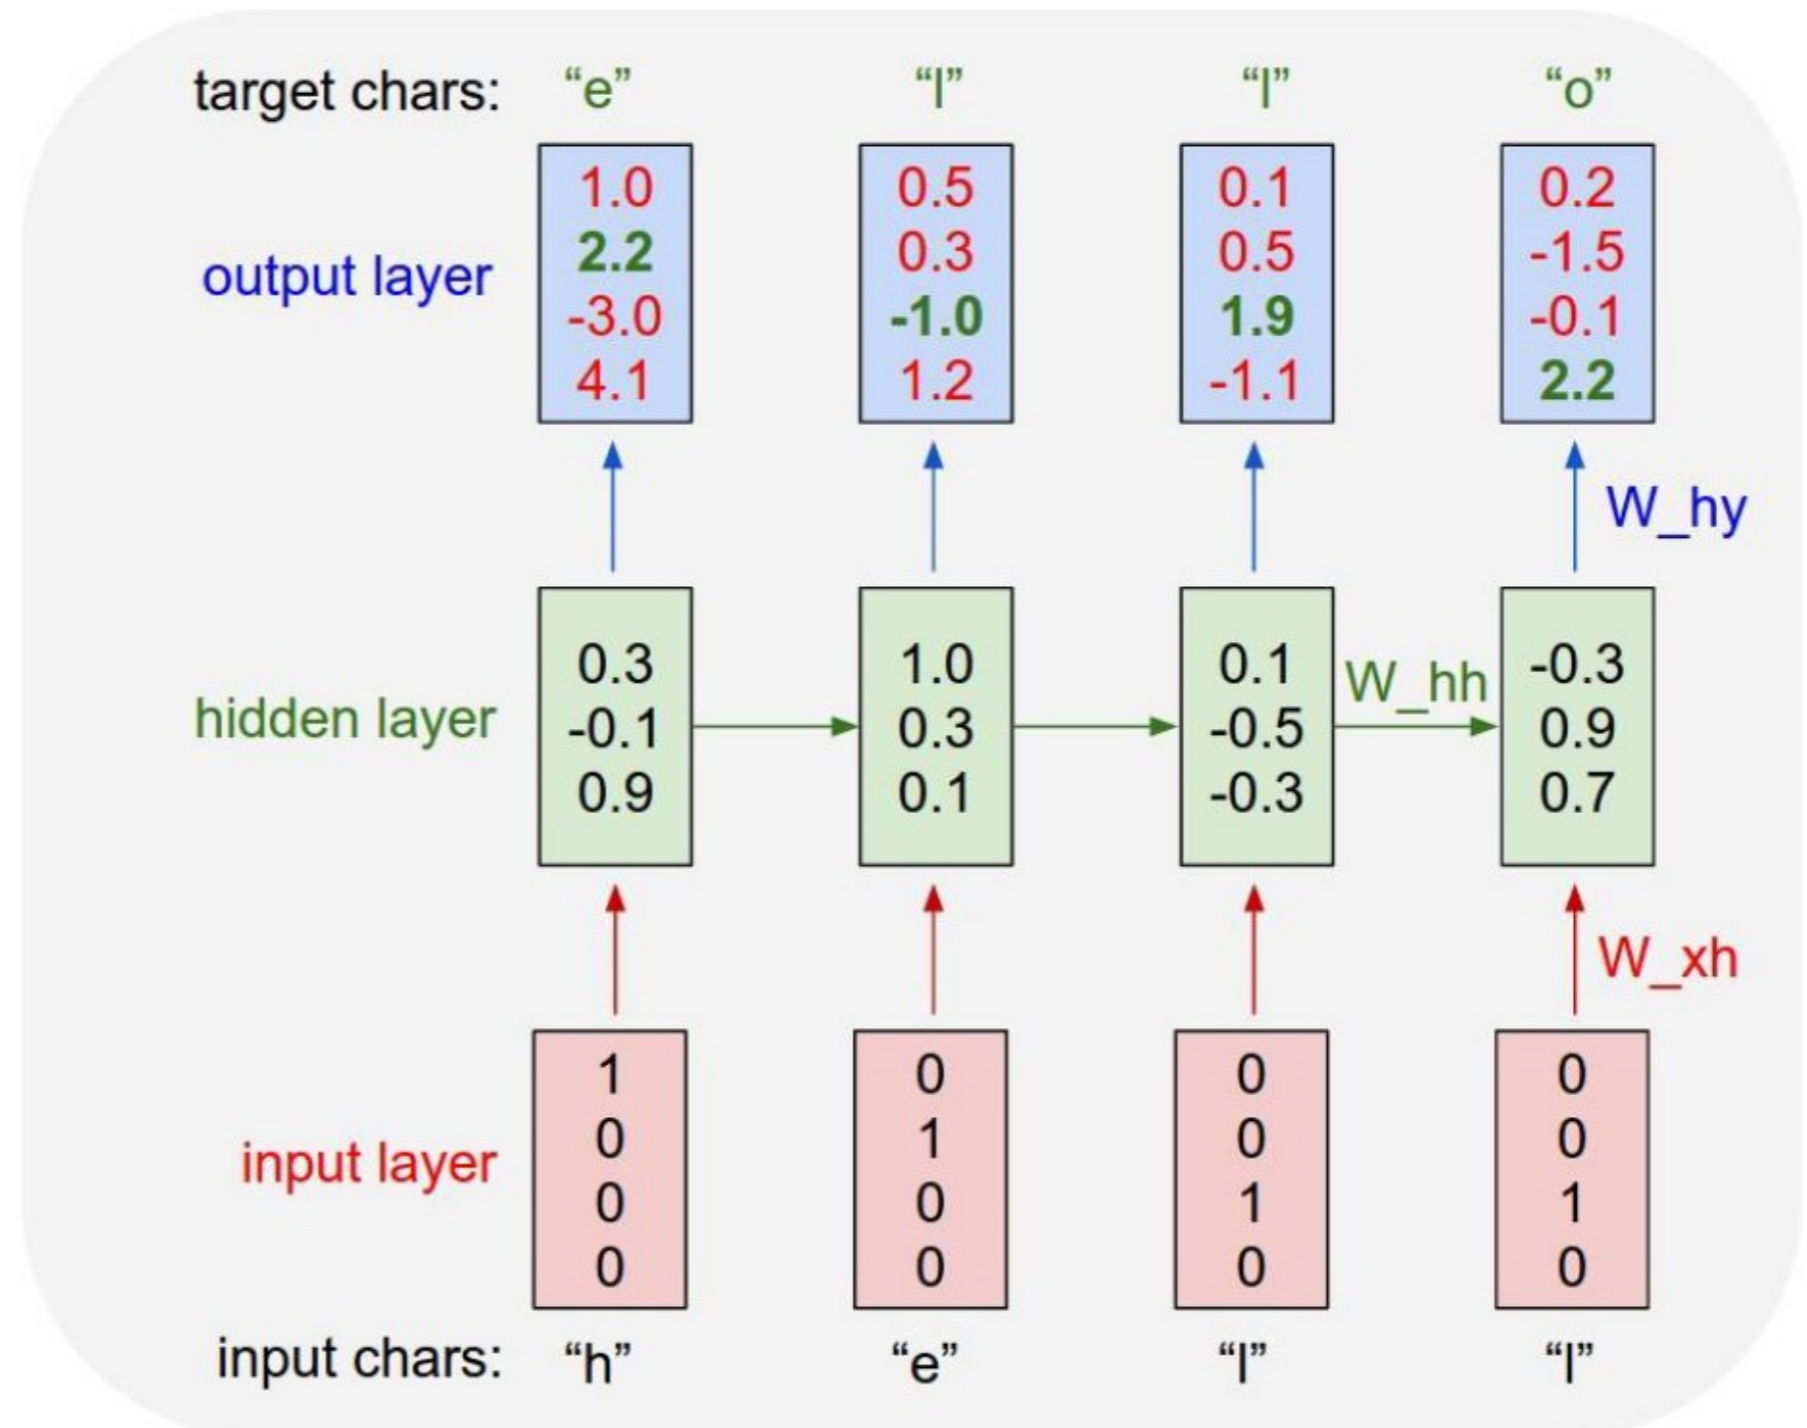 target chars: “e” “l” “l” “o”
1.0 0.5 0.1 0.2
2.2 0.3 0.5 -1.5
output layer
-3.0 -1.0 1.9 -0.1
4.1 1.2 -1.1 2.2
W_hy
0.3 1.0 0.1 -0.3
W_hh
hidden layer -0.1 0.3 -0.5 0.9
0.9 0.1 -0.3 0.7
W_xh
1 0 0 0
0 1 0 0
input layer
0 0 1 1
0 0 0 0
input chars: “h” “e” “l” “l”